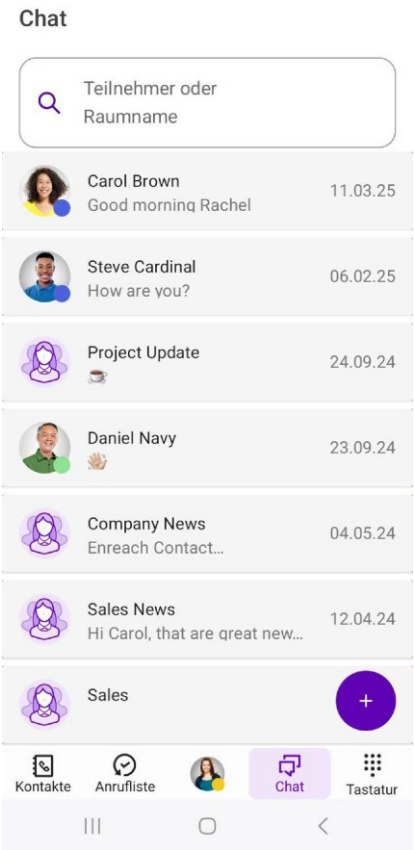 Chat
Teilnehmer oder
Raumname
Carol Brown
11.03.25
Good morning Rachel
Steve Cardinal
06.02.25
How are you?
Project Update
24.09.24
Daniel Navy
23.09.24
Company News
04.05.24
Enreach Contact...
Sales News
12.04.24
Hi Carol, that are great new...
Sales
+
Kontakte
Anrufliste
Chat
Tastatur